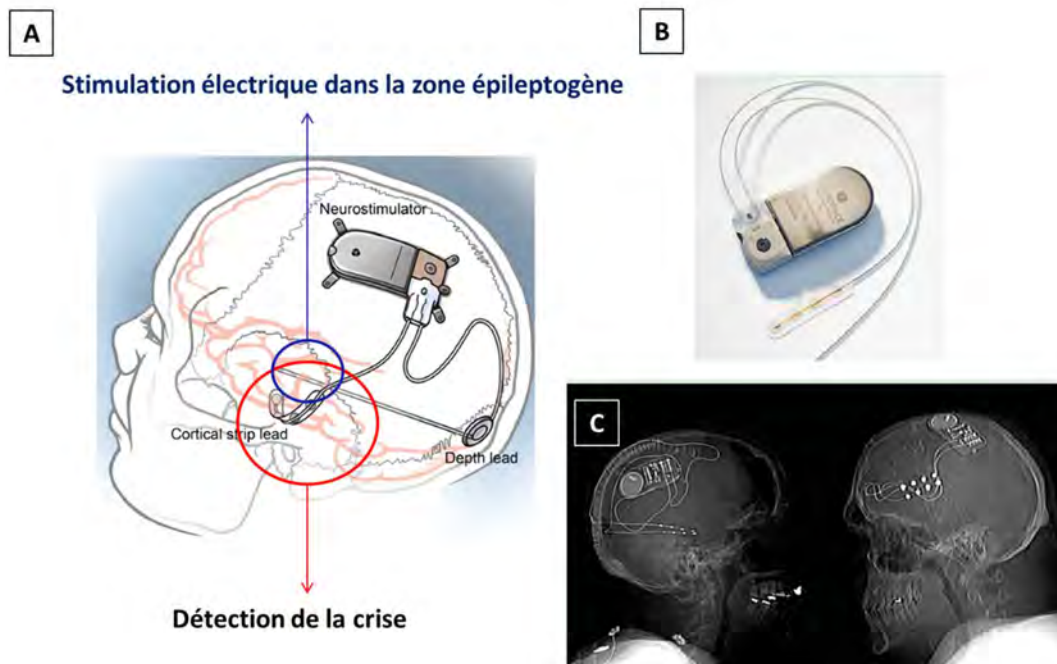 A
B
Stimulation électrique dans la zone épileptogène
Neurostimulator
Cortical strip lead
Depth lead
C
Détection de la crise